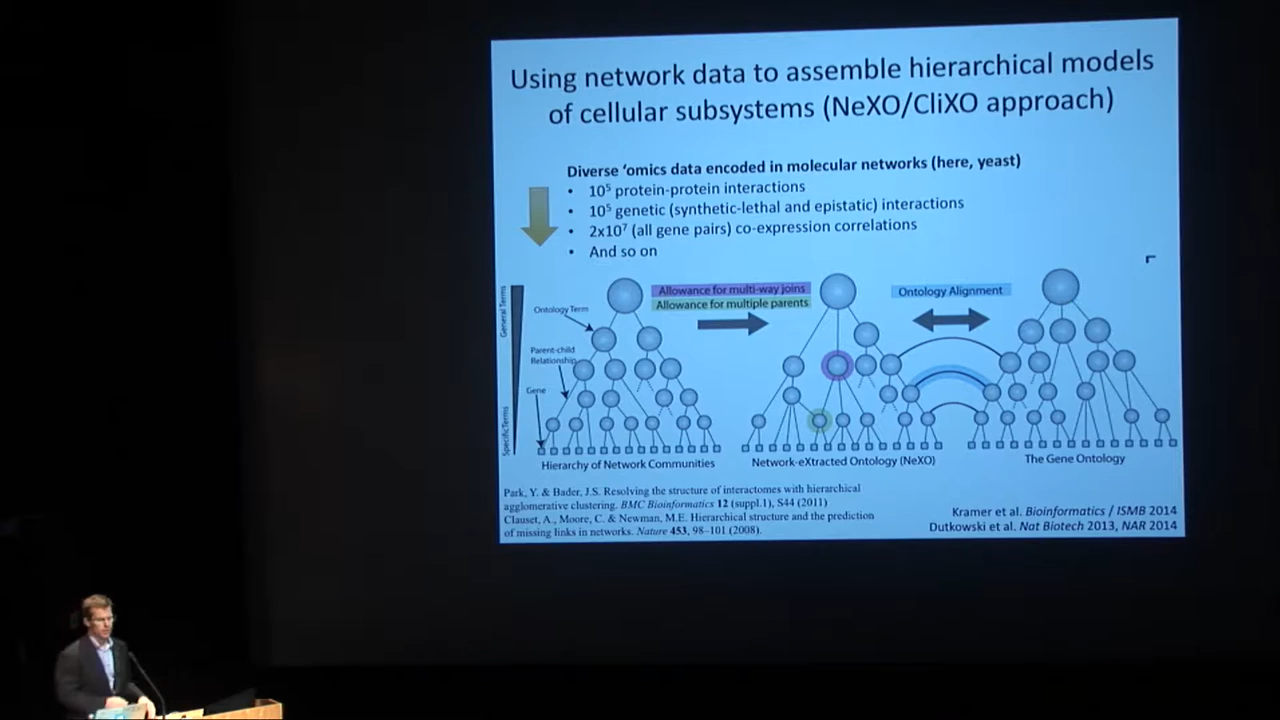 Using network data to assemble hierarchical models
of cellular subsystems (NeXO/CliXO approach)
Diverse ‘omics data encoded in molecular networks (here, yeast)
• 10⁵ protein-protein interactions
• 10⁵ genetic (synthetic-lethal and epistatic) interactions
• 2x10⁷ (all gene pairs) co-expression correlations
• And so on
General Terms
Specific Terms
Ontology Term
Parent-child
Relationship
Gene
Allowance for multi-way joins
Allowance for multiple parents
Ontology Alignment
Hierarchy of Network Communities
Network-eXtracted Ontology (NeXO)
The Gene Ontology
Park, Y. & Bader, J.S. Resolving the structure of interactomes with hierarchical
agglomerative clustering. BMC Bioinformatics 12 (suppl.1), S44 (2011)
Clauset, A., Moore, C. & Newman, M.E. Hierarchical structure and the prediction
of missing links in networks. Nature 453, 98–101 (2008).
Kramer et al. Bioinformatics / ISMB 2014
Dutkowski et al. Nat Biotech 2013, NAR 2014